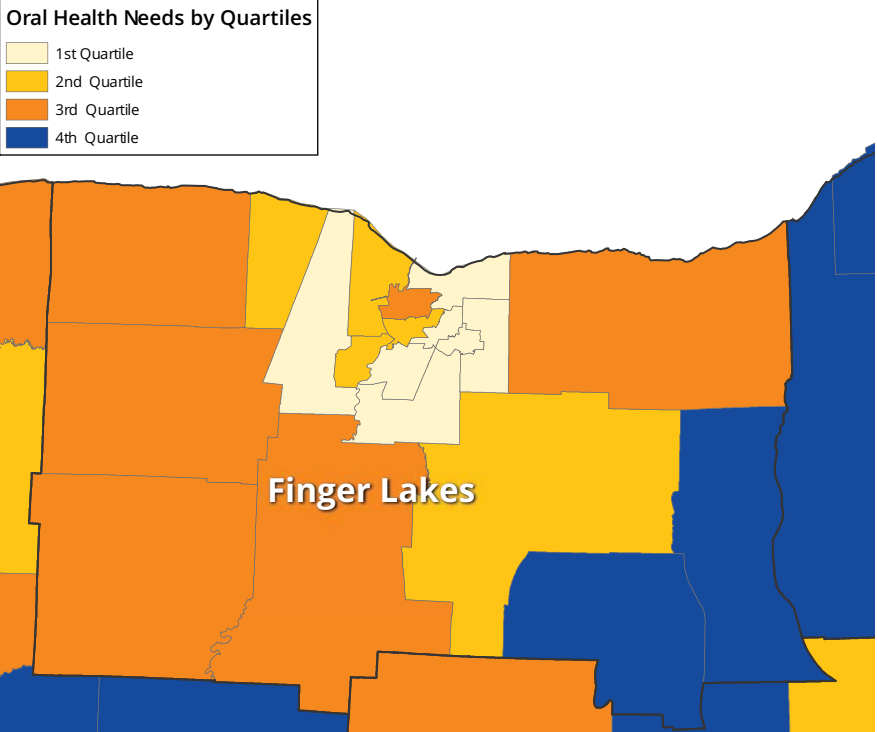 Oral Health Needs by Quartiles
1st Quartile
2nd Quartile
3rd Quartile
4th Quartile
Finger Lakes